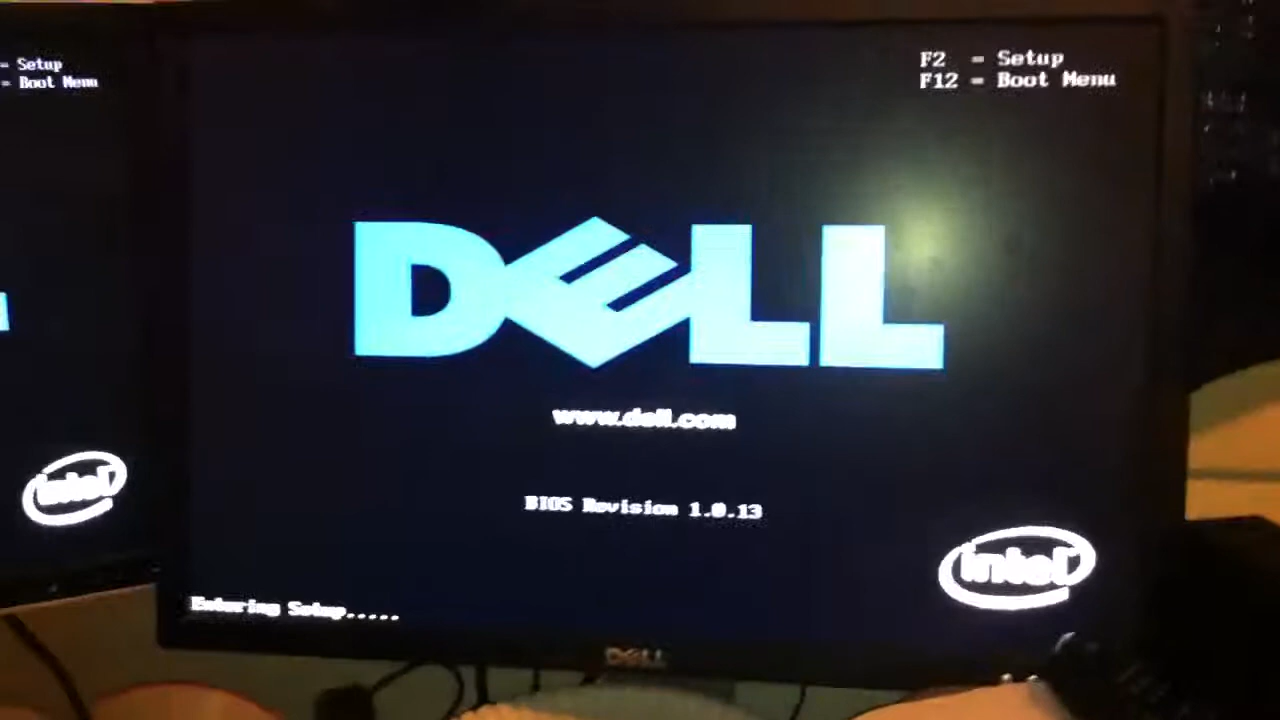 = Setup
= Boot Menu
intel
F2 = Setup
F12 = Boot Menu
DELL
www.dell.com
BIOS Revision 1.0.13
intel
Entering Setup.....
DELL